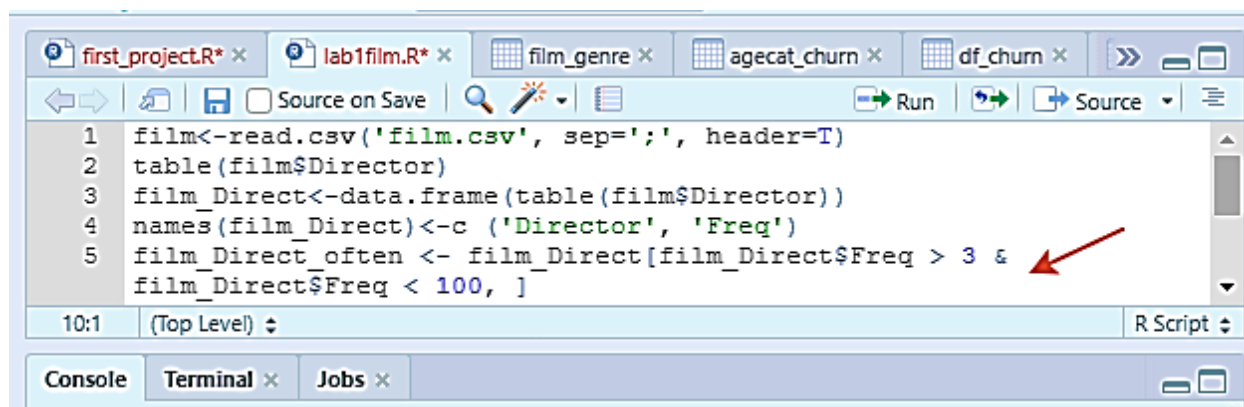 first_project.R* × lab1film.R* × film_genre × agecat_churn × df_churn ×
Source on Save Run Source
1 film<-read.csv('film.csv', sep=';', header=T)
2 table(film$Director)
3 film_Direct<-data.frame(table(film$Director))
4 names(film_Direct)<-c ('Director', 'Freq')
5 film_Direct_often <- film_Direct[film_Direct$Freq > 3 &
film_Direct$Freq < 100, ]
10:1 (Top Level) R Script
Console Terminal × Jobs ×